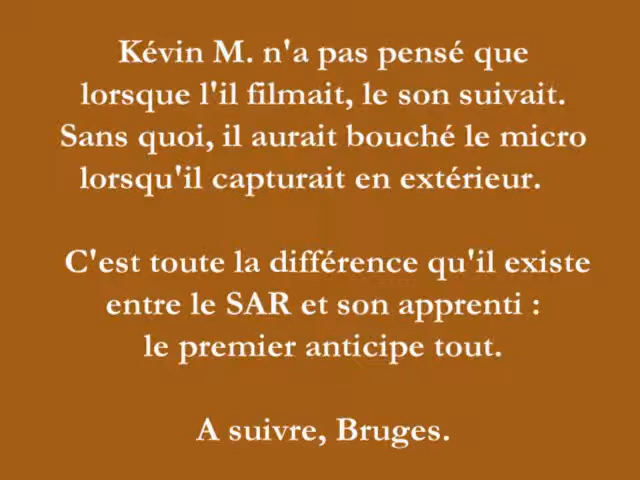 Kévin M. n'a pas pensé que
lorsque l'il filmait, le son suivait.
Sans quoi, il aurait bouché le micro
lorsqu'il capturait en extérieur.
C'est toute la différence qu'il existe
entre le SAR et son apprenti :
le premier anticipe tout.
A suivre, Bruges.